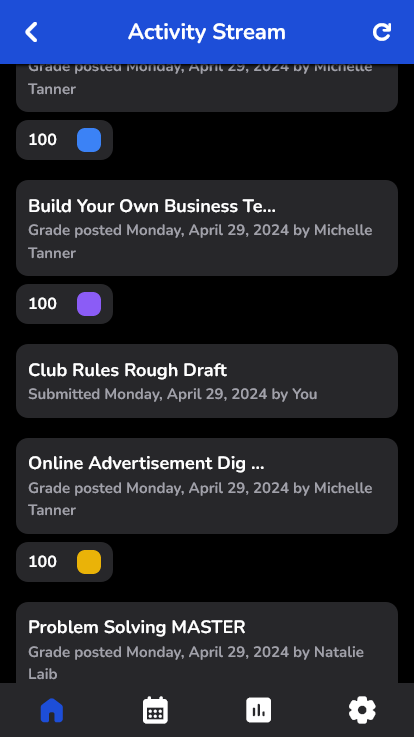 Activity Stream
Grade posted Monday, April 29, 2024 by Michelle
Tanner
100
Build Your Own Business Te...
Grade posted Monday, April 29, 2024 by Michelle
Tanner
100
Club Rules Rough Draft
Submitted Monday, April 29, 2024 by You
Online Advertisement Dig ...
Grade posted Monday, April 29, 2024 by Michelle
Tanner
100
Problem Solving MASTER
Grade posted Monday, April 29, 2024 by Natalie
Laib